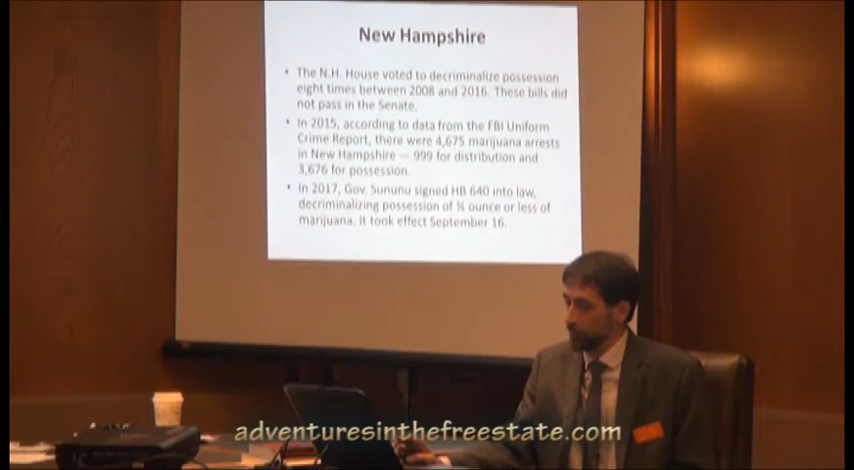 New Hampshire
• The N.H. House voted to decriminalize possession
eight times between 2008 and 2016. These bills did
not pass in the Senate.
• In 2015, according to data from the FBI Uniform
Crime Report, there were 4,675 marijuana arrests
in New Hampshire — 999 for distribution and
3,676 for possession.
• In 2017, Gov. Sununu signed HB 640 into law,
decriminalizing possession of ¾ ounce or less of
marijuana. It took effect September 16.
adventuresinthefreestate.com